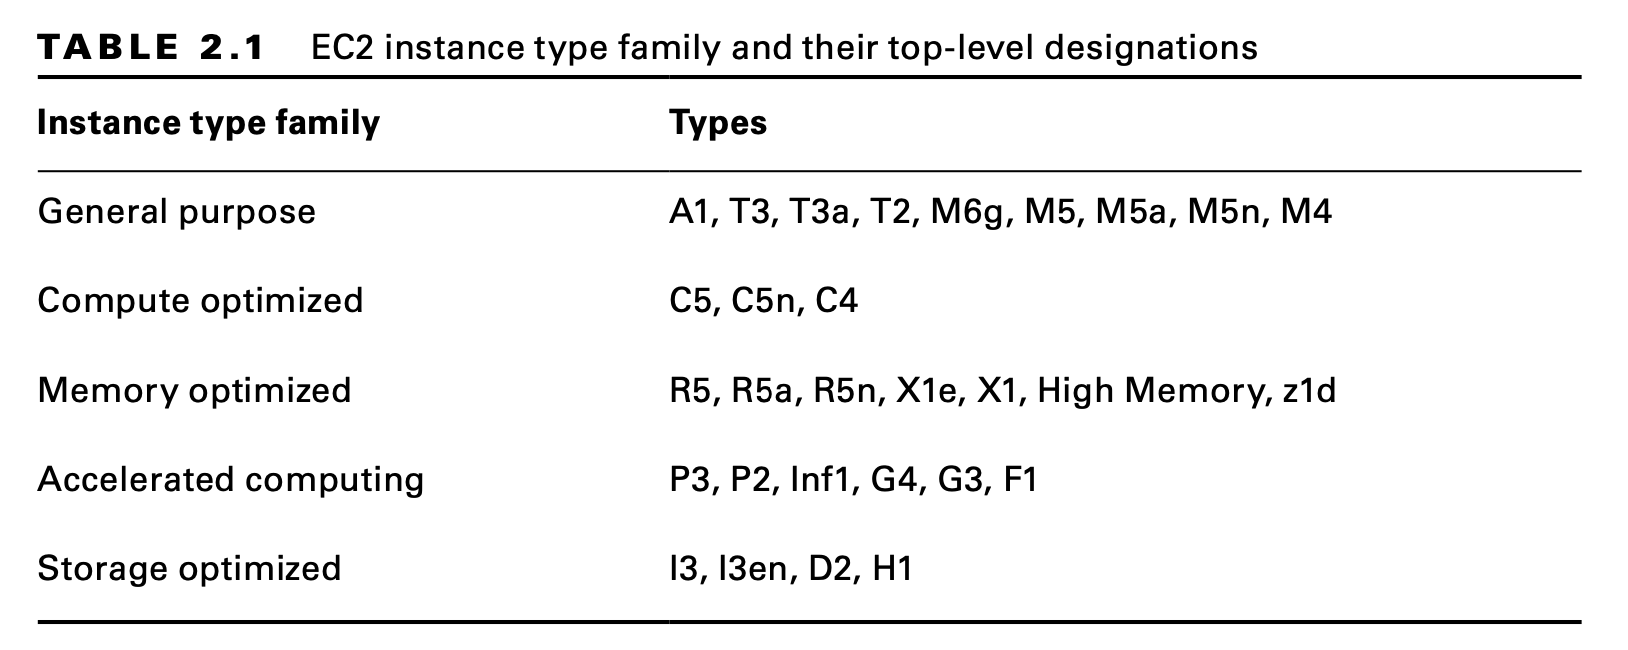 TABLE 2.1 EC2 instance type family and their top-level designations
Instance type family Types
General purpose A1, T3, T3a, T2, M6g, M5, M5a, M5n, M4
Compute optimized C5, C5n, C4
Memory optimized R5, R5a, R5n, X1e, X1, High Memory, z1d
Accelerated computing P3, P2, Inf1, G4, G3, F1
Storage optimized I3, I3en, D2, H1